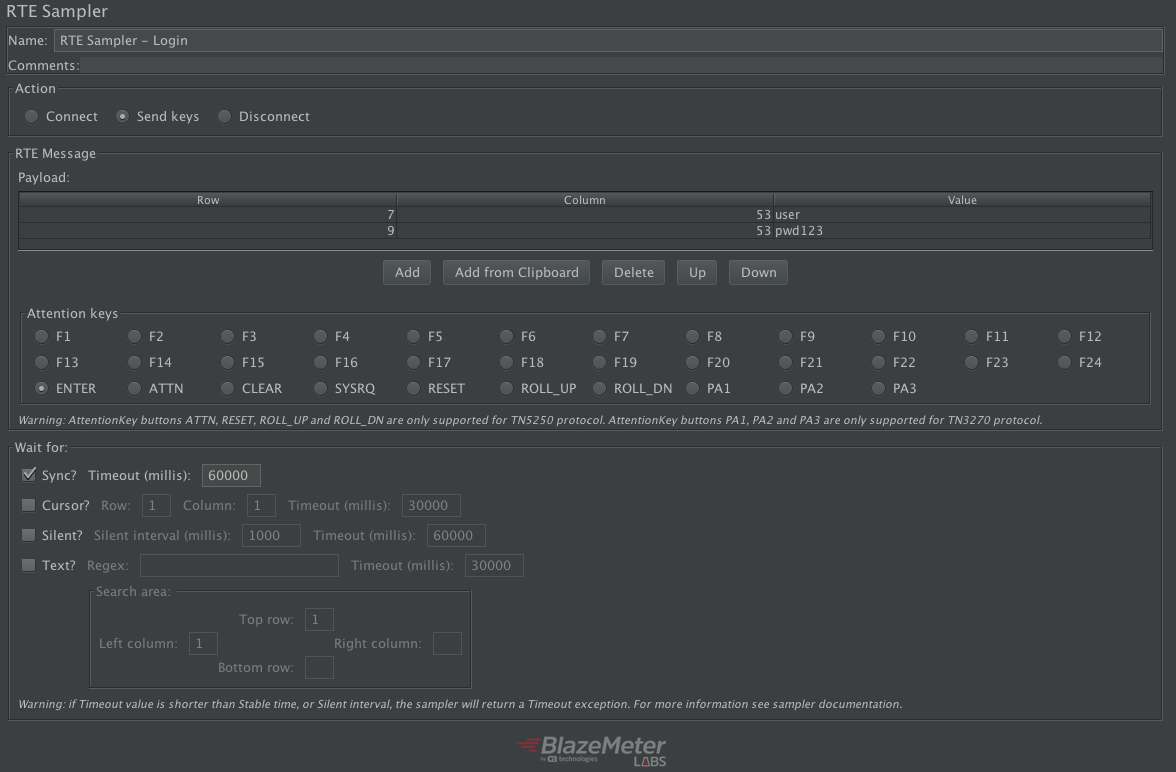 RTE Sampler
Name: RTE Sampler – Login
Comments:
Action
Connect Send keys Disconnect
RTE Message
Payload:
Row Column Value
7 53 user
9 53 pwd123
Add Add from Clipboard Delete Up Down
Attention keys
F1 F2 F3 F4 F5 F6 F7 F8 F9 F10 F11 F12
F13 F14 F15 F16 F17 F18 F19 F20 F21 F22 F23 F24
ENTER ATTN CLEAR SYSRQ RESET ROLL_UP ROLL_DN PA1 PA2 PA3
Warning: AttentionKey buttons ATTN, RESET, ROLL_UP and ROLL_DN are only supported for TN5250 protocol. AttentionKey buttons PA1, PA2 and PA3 are only supported for TN3270 protocol.
Wait for:
Sync? Timeout (millis): 60000
Cursor? Row: 1 Column: 1 Timeout (millis): 30000
Silent? Silent interval (millis): 1000 Timeout (millis): 60000
Text? Regex: Timeout (millis): 30000
Search area:
Top row: 1
Left column: 1 Right column:
Bottom row:
Warning: if Timeout value is shorter than Stable time, or Silent interval, the sampler will return a Timeout exception. For more information see sampler documentation.
BlazeMeter
by ca technologies LABS